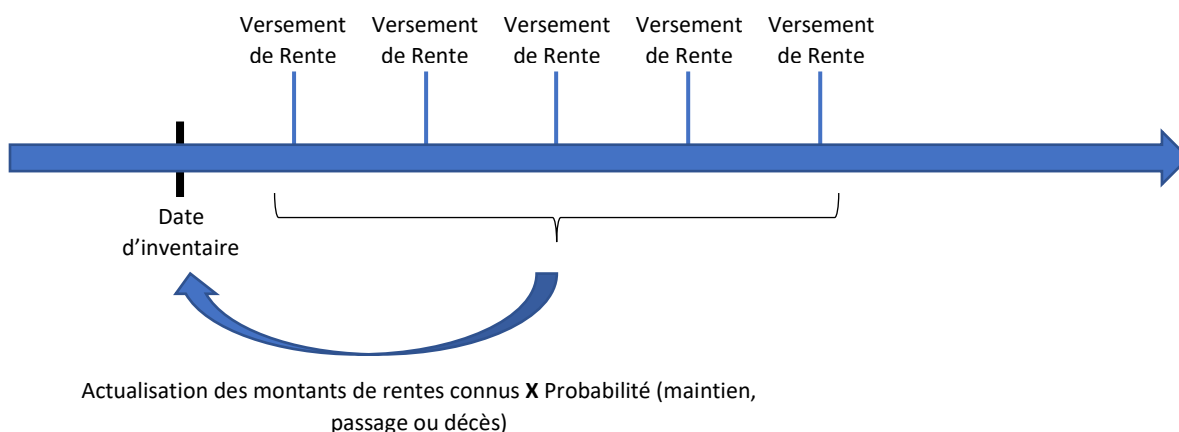 Versement
de Rente
Versement
de Rente
Versement
de Rente
Versement
de Rente
Versement
de Rente
Date
d’inventaire
Actualisation des montants de rentes connus X Probabilité (maintien,
passage ou décès)